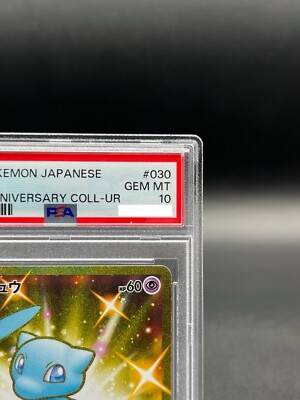 KEMON JAPANESE #030
GEM MT
NIVERSARY COLL-UR 10
PSA
ュウ HP60